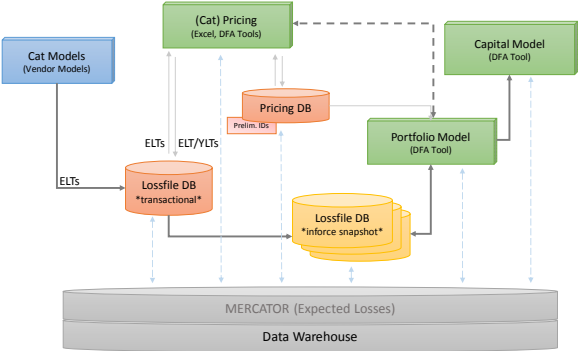 (Cat) Pricing
(Excel, DFA Tools)
Capital Model
(DFA Tool)
Cat Models
(Vendor Models)
Pricing DB
Prelim. IDs
Portfolio Model
(DFA Tool)
ELTs
ELT/YLTs
ELTs
Lossfile DB
*transactional*
Lossfile DB
*inforce snapshot*
MERCATOR (Expected Losses)
Data Warehouse